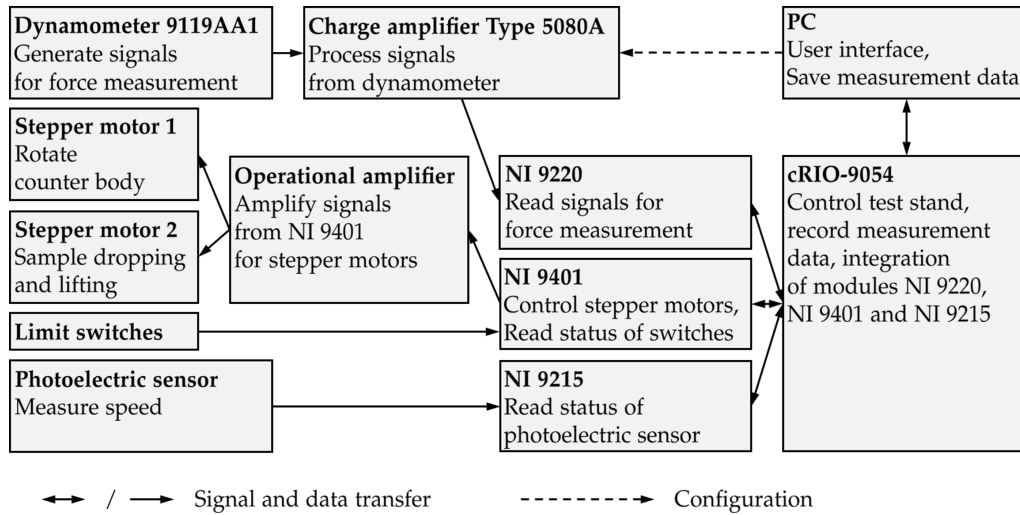 Dynamometer 9119AA1
Generate signals
for force measurement
Charge amplifier Type 5080A
Process signals
from dynamometer
PC
User interface,
Save measurement data
Stepper motor 1
Rotate
counter body
Stepper motor 2
Sample dropping
and lifting
Operational amplifier
Amplify signals
from NI 9401
for stepper motors
NI 9220
Read signals for
force measurement
NI 9401
Control stepper motors,
Read status of switches
cRIO-9054
Control test stand,
record measurement
data, integration
of modules NI 9220,
NI 9401 and NI 9215
Limit switches
Photoelectric sensor
Measure speed
NI 9215
Read status of
photoelectric sensor
/ Signal and data transfer
Configuration